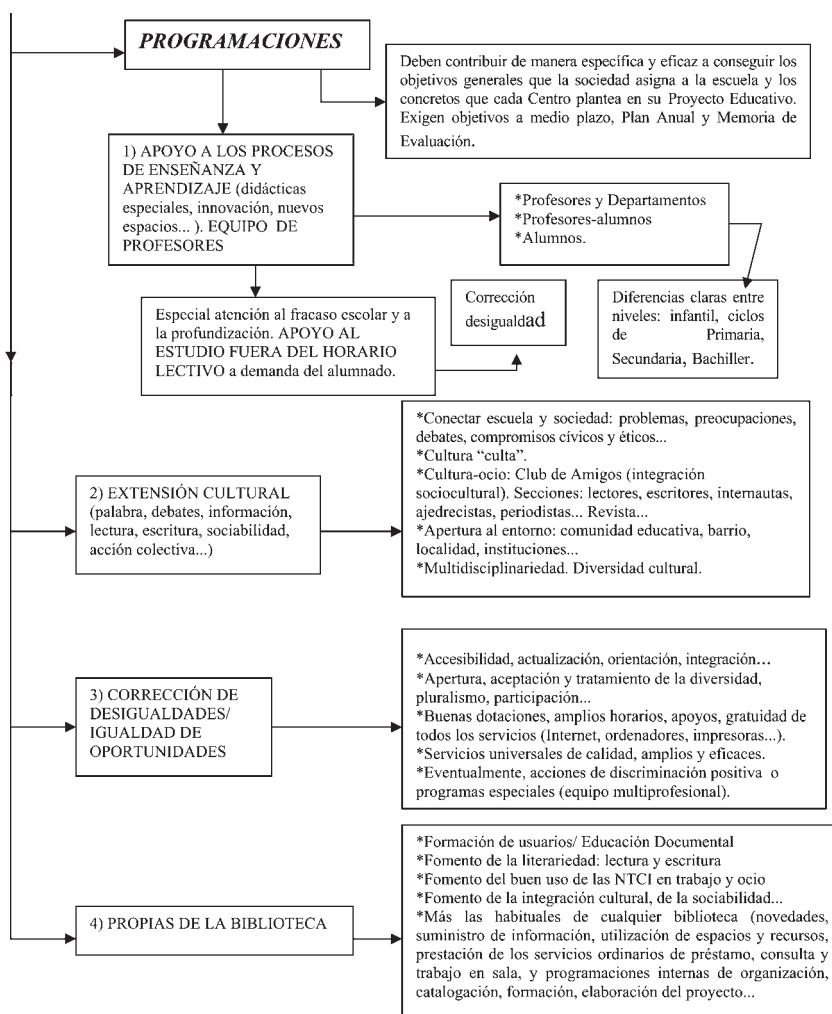 PROGRAMACIONES
Deben contribuir de manera específica y eficaz a conseguir los
objetivos generales que la sociedad asigna a la escuela y los
concretos que cada Centro plantea en su Proyecto Educativo.
Exigen objetivos a medio plazo, Plan Anual y Memoria de
Evaluación.
1) APOYO A LOS PROCESOS
DE ENSEÑANZA Y
APRENDIZAJE (didácticas
especiales, innovación, nuevos
espacios... ). EQUIPO DE
PROFESORES
*Profesores y Departamentos
*Profesores-alumnos
*Alumnos.
Especial atención al fracaso escolar y a
la profundización. APOYO AL
ESTUDIO FUERA DEL HORARIO
LECTIVO a demanda del alumnado.
Corrección
desigualdad
Diferencias claras entre
niveles: infantil, ciclos
de Primaria,
Secundaria, Bachiller.
2) EXTENSIÓN CULTURAL
(palabra, debates, información,
lectura, escritura, sociabilidad,
acción colectiva...)
*Conectar escuela y sociedad: problemas, preocupaciones,
debates, compromisos cívicos y éticos...
*Cultura “culta”.
*Cultura-ocio: Club de Amigos (integración
sociocultural). Secciones: lectores, escritores, internautas,
ajedrecistas, periodistas... Revista...
*Apertura al entorno: comunidad educativa, barrio,
localidad, instituciones...
*Multidisciplinariedad. Diversidad cultural.
3) CORRECCIÓN DE
DESIGUALDADES/
IGUALDAD DE
OPORTUNIDADES
*Accesibilidad, actualización, orientación, integración...
*Apertura, aceptación y tratamiento de la diversidad,
pluralismo, participación...
*Buenas dotaciones, amplios horarios, apoyos, gratuidad de
todos los servicios (Internet, ordenadores, impresoras...).
*Servicios universales de calidad, amplios y eficaces.
*Eventualmente, acciones de discriminación positiva o
programas especiales (equipo multiprofesional).
4) PROPIAS DE LA BIBLIOTECA
*Formación de usuarios/ Educación Documental
*Fomento de la literariedad: lectura y escritura
*Fomento del buen uso de las NTCI en trabajo y ocio
*Fomento de la integración cultural, de la sociabilidad...
*Más las habituales de cualquier biblioteca (novedades,
suministro de información, utilización de espacios y recursos,
prestación de los servicios ordinarios de préstamo, consulta y
trabajo en sala, y programaciones internas de organización,
catalogación, formación, elaboración del proyecto...